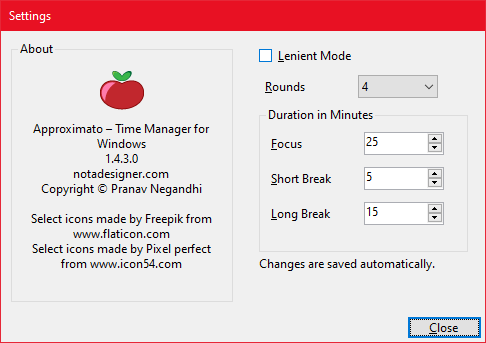 Settings
About
Approximato – Time Manager for
Windows
1.4.3.0
notadesigner.com
Copyright © Pranav Negandhi
Select icons made by Freepik from
www.flaticon.com
Select icons made by Pixel perfect
from www.icon54.com
Lenient Mode
Rounds 4
Duration in Minutes
Focus 25
Short Break 5
Long Break 15
Changes are saved automatically.
Close